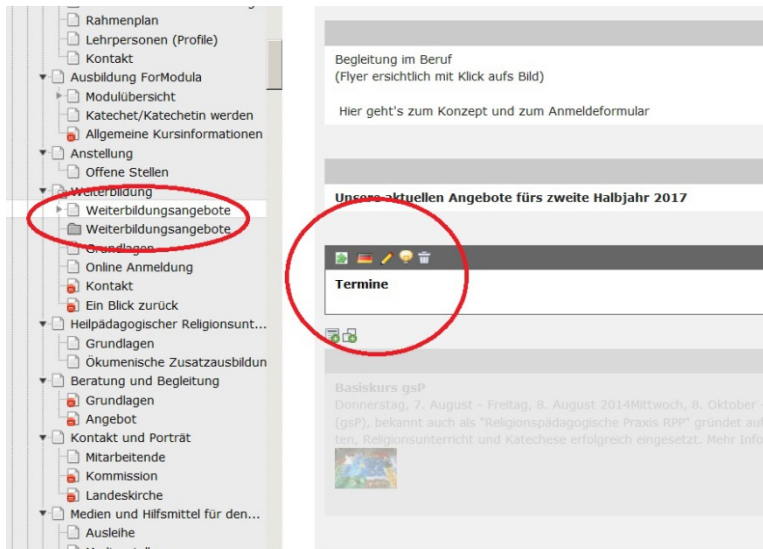 Rahmenplan
Lehrpersonen (Profile)
Kontakt
Ausbildung ForModula
Modulübersicht
Katechet/Katechetin werden
Allgemeine Kursinformationen
Anstellung
Offene Stellen
Weiterbildung
Weiterbildungsangebote
Weiterbildungsangebote
Grundlagen
Online Anmeldung
Kontakt
Ein Blick zurück
Heilpädagogischer Religionsunt...
Grundlagen
Ökumenische Zusatzausbildun
Beratung und Begleitung
Grundlagen
Angebot
Kontakt und Porträt
Mitarbeitende
Kommission
Landeskirche
Medien und Hilfsmittel für den...
Ausleihe
Begleitung im Beruf
(Flyer ersichtlich mit Klick aufs Bild)
Hier geht's zum Konzept und zum Anmeldeformular
Unsere aktuellen Angebote fürs zweite Halbjahr 2017
Termine
Basiskurs gsP
Donnerstag, 7. August – Freitag, 8. August 2014Mittwoch, 8. Oktober -
(gsP), bekannt auch als "Religionspädagogische Praxis RPP" gründet auf
ten, Religionsunterricht und Katechese erfolgreich eingesetzt. Mehr Info